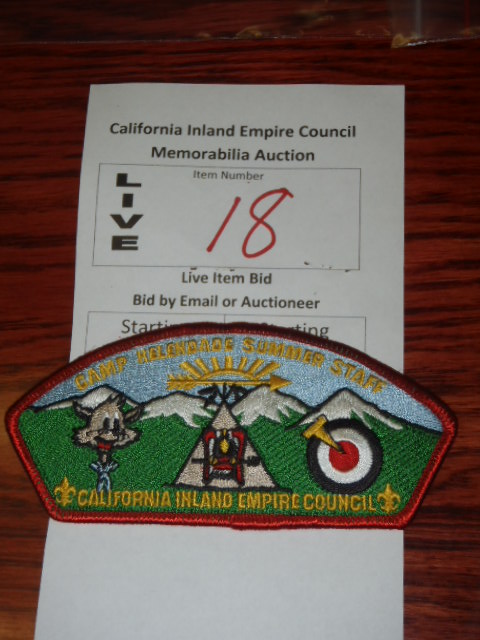 California Inland Empire Council
Memorabilia Auction
Item Number
LIVE
18
Live Item Bid
Bid by Email or Auctioneer
CAMP HELENDADE SUMMER STAFF
CALIFORNIA INLAND EMPIRE COUNCIL